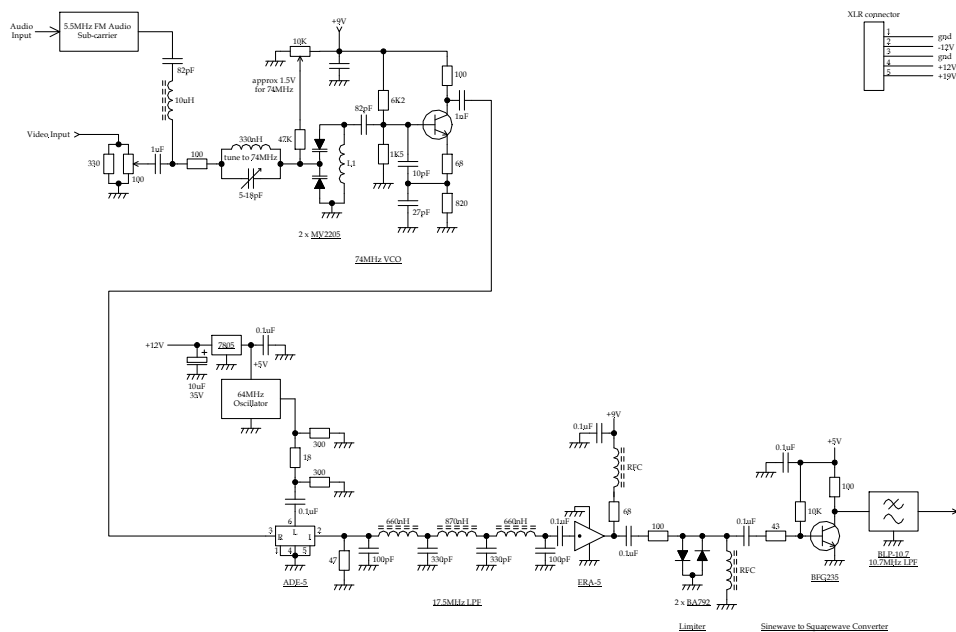 Audio
Input
5.5MHz FM Audio
Sub-carrier
82pF
10uH
Video Input
330
100
1uF
100
330nH
tune to 74MHz
5-18pF
+9V
10K
approx 1.5V
for 74MHz
47K
82pF
L1
2 x MV2205
6K2
1K5
10pF
27pF
100
1uF
68
820
74MHz VCO
XLR connector
1 gnd
2 -12V
3 gnd
4 +12V
5 +19V
+12V
7805
0.1uF
+
+5V
10uF
35V
64MHz
Oscillator
300
18
300
0.1uF
6
3 R L I 2
1 4 5
ADE-5
47
660nH
870nH
660nH
100pF
330pF
330pF
100pF
17.5MHz LPF
0.1uF
ERA-5
+9V
0.1uF
RFC
68
0.1uF
100
2 x BA792
RFC
Limiter
0.1uF
43
+5V
0.1uF
10K
100
BFG235
Sinewave to Squarewave Converter
BLP-10.7
10.7MHz LPF